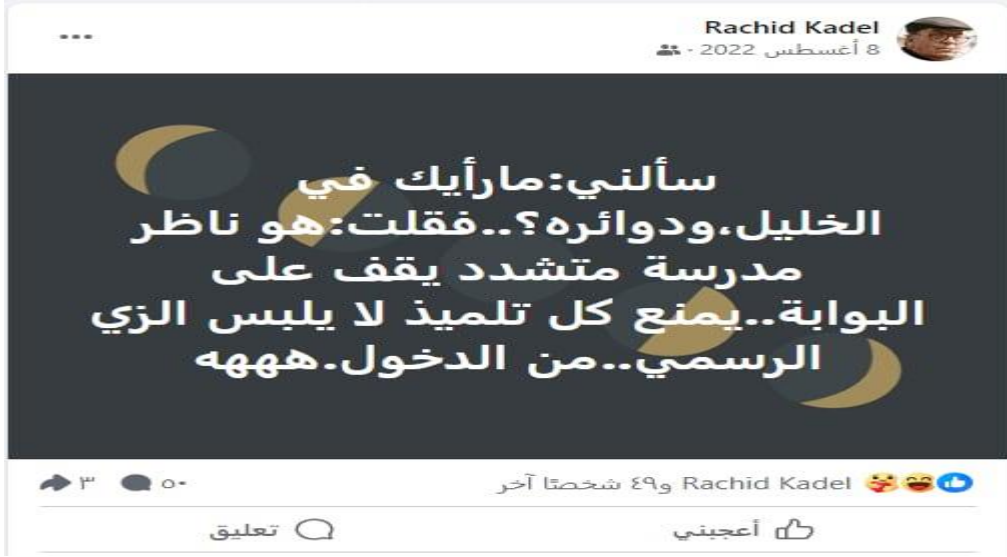 Rachid Kadel
8 أغسطس 2022 ·
سألني:مارأيك في
الخليل،ودوائره؟..فقلت:هو ناظر
مدرسة متشدد يقف على
البوابة..يمنع كل تلميذ لا يلبس الزي
الرسمي..من الدخول.هههه
Rachid Kadel و٤٩ شخصًا آخر
٥٠ ٣
أعجبني
تعليق